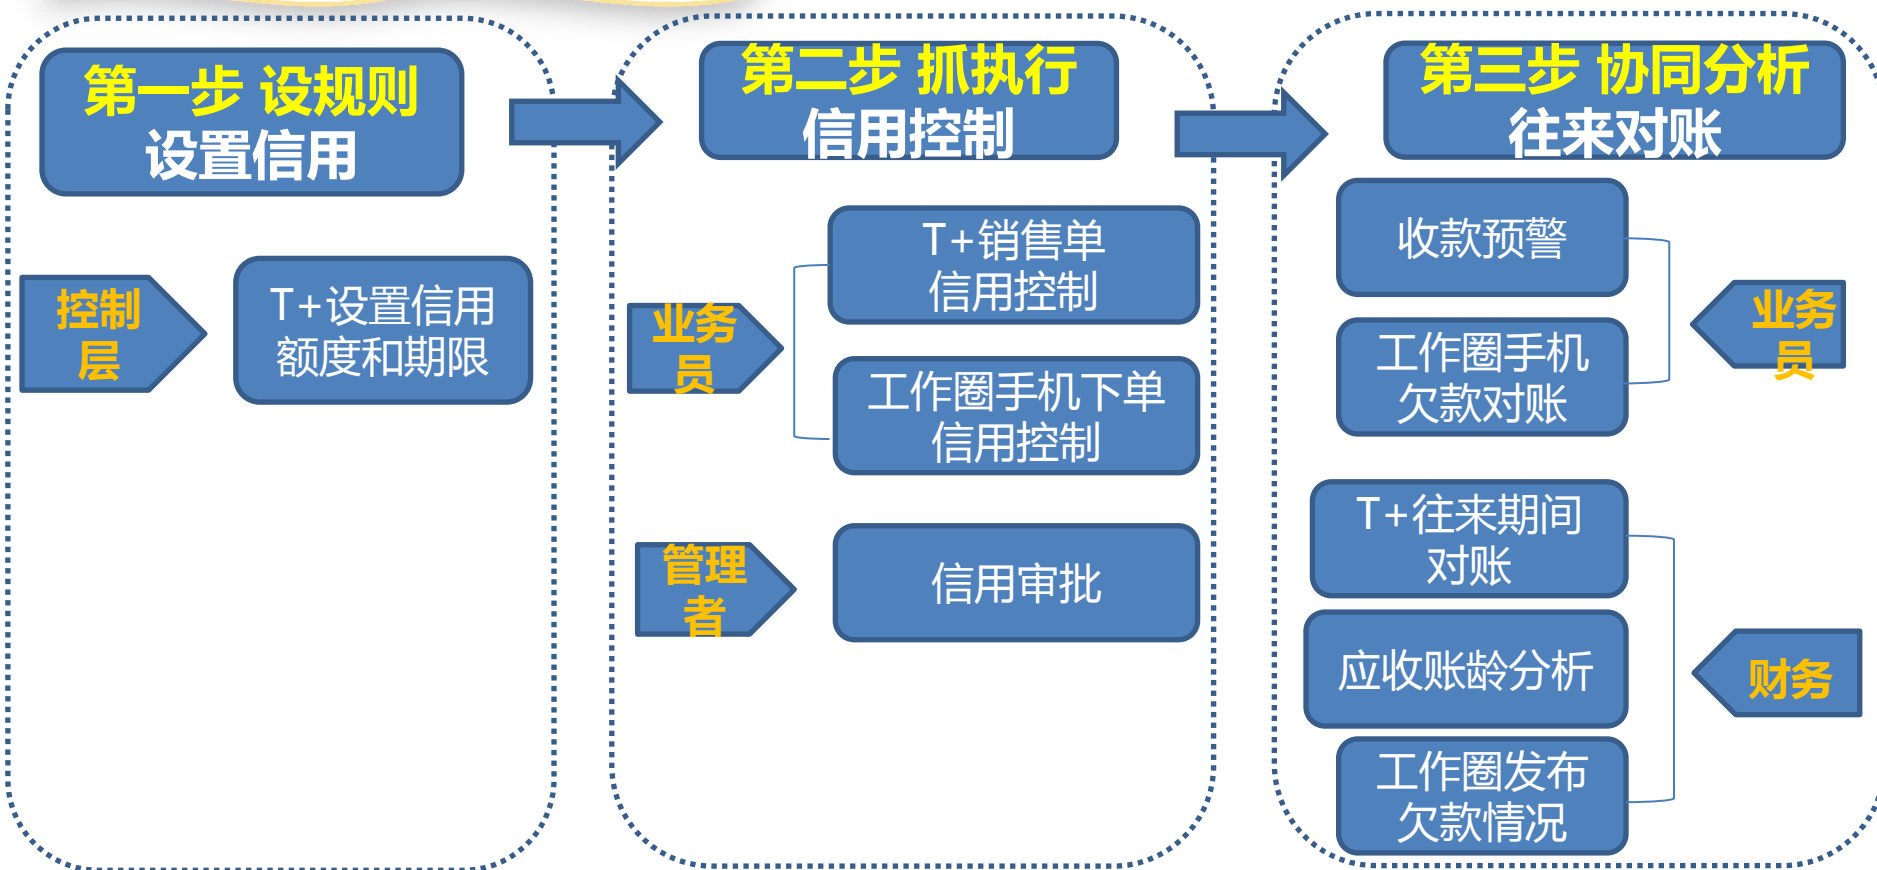 第一步 设规则
设置信用
控制
层
T+设置信用
额度和期限
第二步 抓执行
信用控制
业务
员
T+销售单
信用控制
工作圈手机下单
信用控制
管理
者
信用审批
第三步 协同分析
往来对账
收款预警
工作圈手机
欠款对账
业务
员
T+往来期间
对账
应收账龄分析
工作圈发布
欠款情况
财务